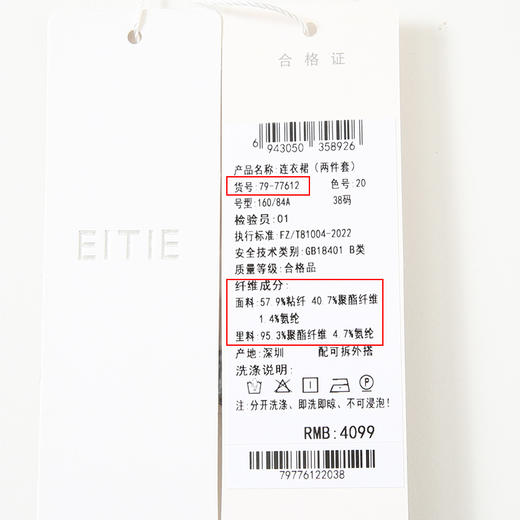 EITIE
合格证
6 943050 358926
产品名称:连衣裙(两件套)
货号:79-77612 色号:20
号型:160/84A 38码
检验员:01
执行标准:FZ/T81004-2022
安全技术类别:GB18401 B类
质量等级:合格品
纤维成分:
面料:57.9%粘纤 40.7%聚酯纤维
1.4%氨纶
里料:95.3%聚酯纤维 4.7%氨纶
产地:深圳 配可拆外搭
洗涤说明:
注:分开洗涤、即洗即晾、不可浸泡!
RMB:4099
79776122038